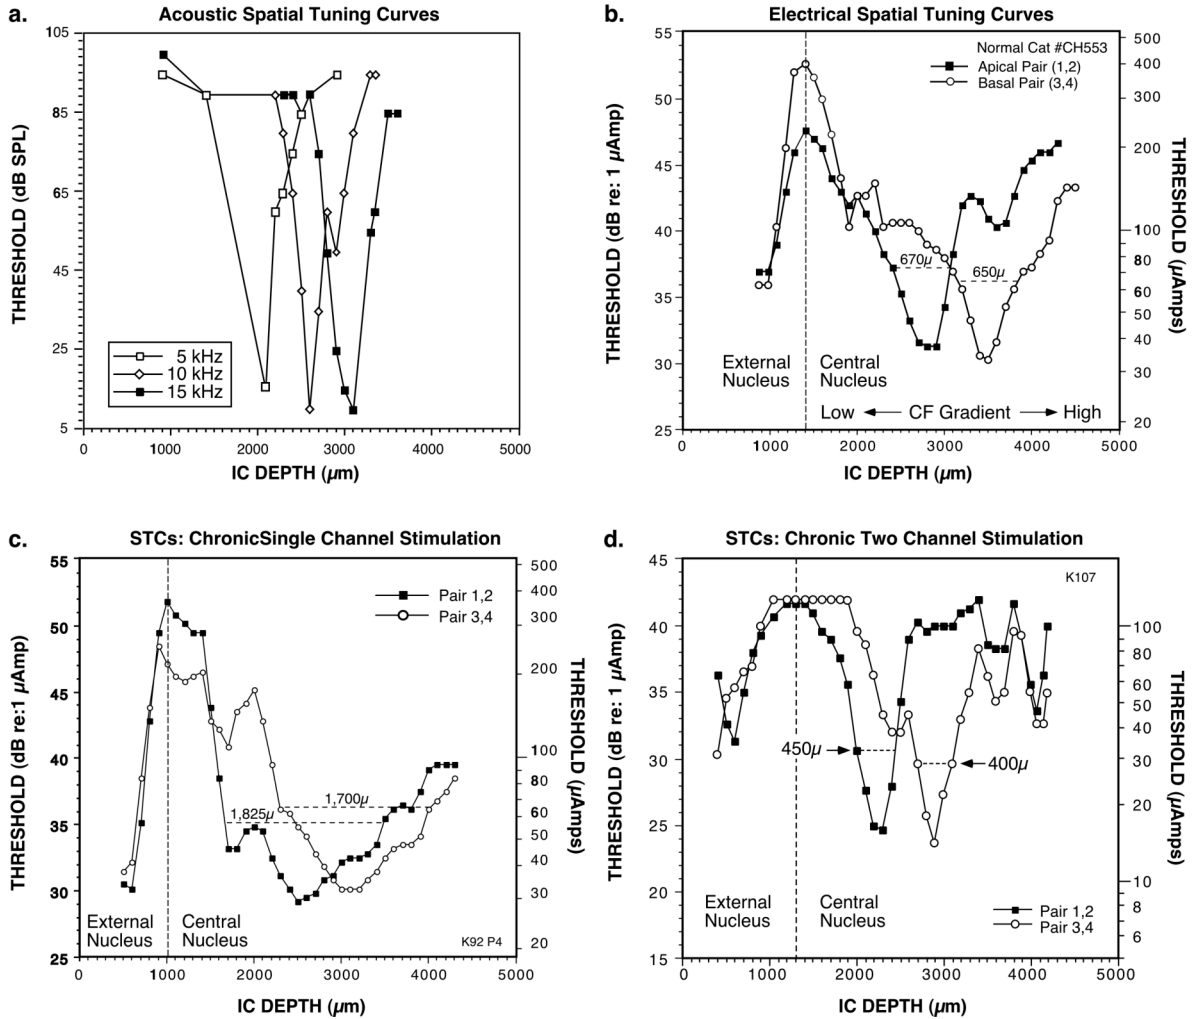 a.
Acoustic Spatial Tuning Curves
THRESHOLD (dB SPL)
105
85
65
45
25
5
5 kHz
10 kHz
15 kHz
0
1000
2000
3000
4000
5000
IC DEPTH (µm)
b.
Electrical Spatial Tuning Curves
Normal Cat #CH553
Apical Pair (1,2)
Basal Pair (3,4)
THRESHOLD (dB re: 1 µAmp)
55
50
45
40
35
30
25
THRESHOLD (µAmps)
500
400
300
200
100
80
60
50
40
30
20
670µ
650µ
External
Nucleus
Central
Nucleus
Low
CF Gradient
High
0
1000
2000
3000
4000
5000
IC DEPTH (µm)
c.
STCs: ChronicSingle Channel Stimulation
Pair 1,2
Pair 3,4
THRESHOLD (dB re:1 µAmp)
55
50
45
40
35
30
25
THRESHOLD (µAmps)
500
400
300
200
100
80
60
50
40
30
20
1,700µ
1,825µ
External
Nucleus
Central
Nucleus
K92 P4
0
1000
2000
3000
4000
5000
IC DEPTH (µm)
d.
STCs: Chronic Two Channel Stimulation
K107
THRESHOLD (dB re: 1 µAmp)
45
40
35
30
25
20
15
THRESHOLD (µAmps)
100
80
60
50
40
30
20
10
8
6
450µ
400µ
External
Nucleus
Central
Nucleus
Pair 1,2
Pair 3,4
0
1000
2000
3000
4000
5000
IC DEPTH (µm)